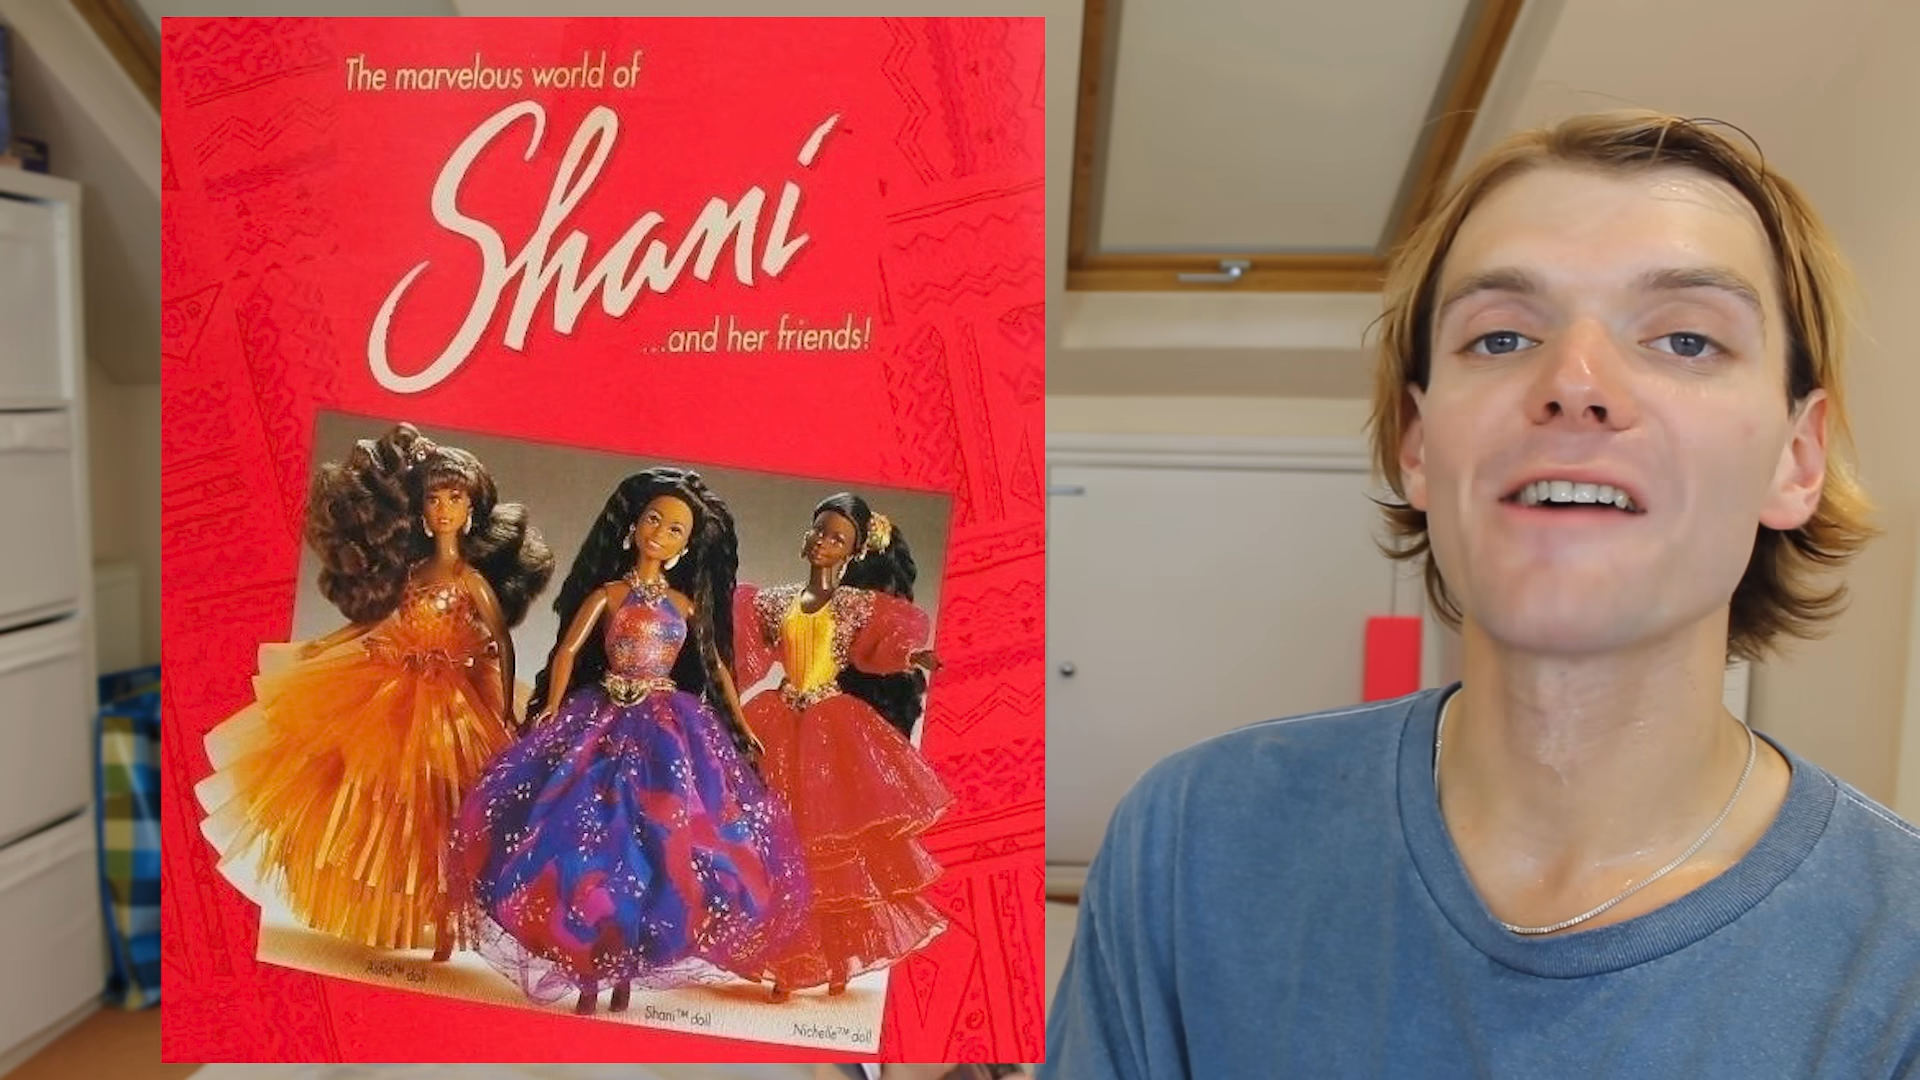 The marvelous world of
Shani
...and her friends!
Asha™ doll
Shani™ doll
Nichelle™ doll